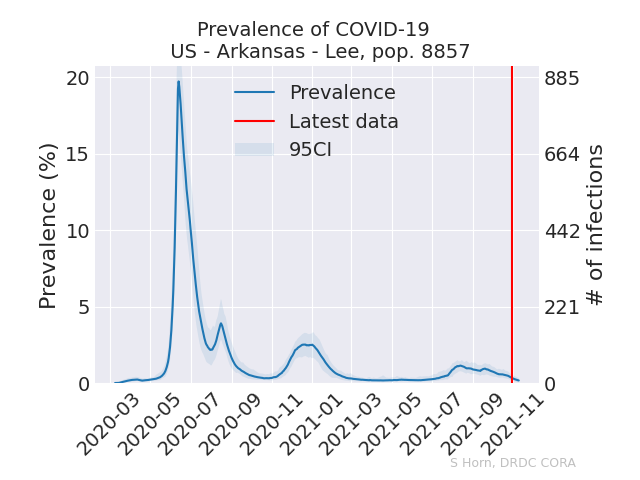 Prevalence of COVID-19
US - Arkansas - Lee, pop. 8857
Prevalence
Latest data
95CI
Prevalence (%)
20
15
10
5
0
885
664
442
221
0
# of infections
2020-03
2020-05
2020-07
2020-09
2020-11
2021-01
2021-03
2021-05
2021-07
2021-09
2021-11
S Horn, DRDC CORA